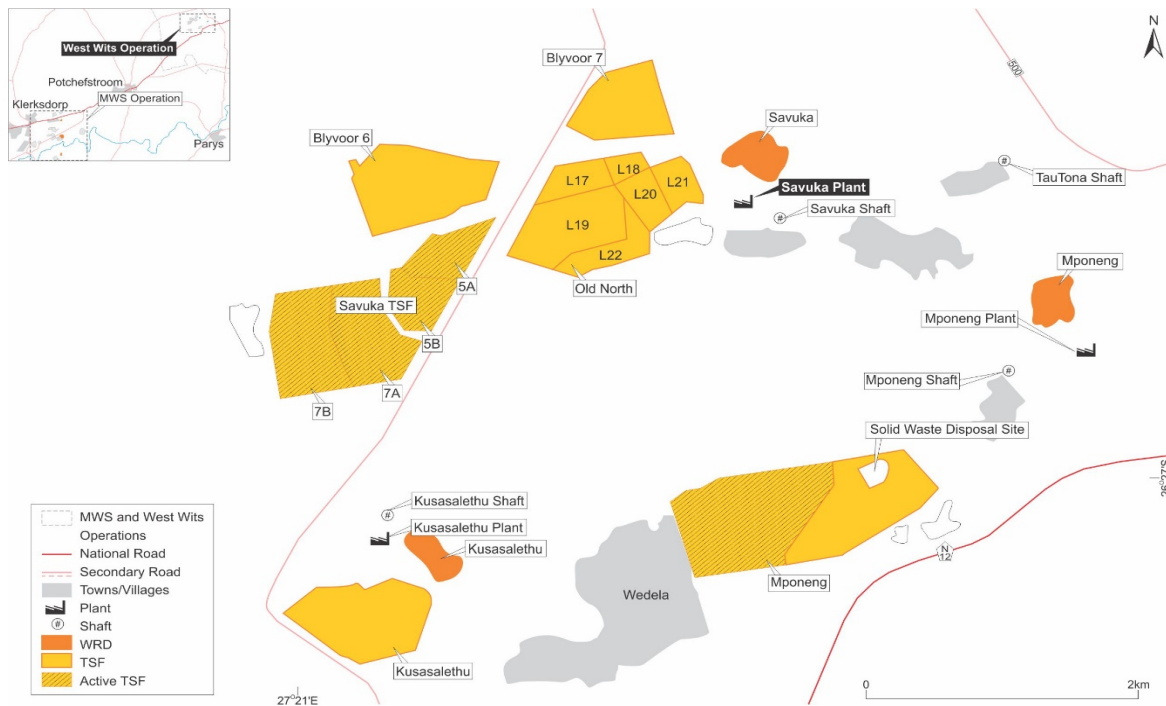 West Wits Operation
Potchefstroom
Klerksdorp
MWS Operation
Parys
N
500
Blyvoor 7
Blyvoor 6
Savuka
L17
L18
L20
L21
L19
L22
Old North
Savuka Plant
Savuka Shaft
#
TauTona Shaft
#
5A
Savuka TSF
5B
7A
7B
Mponeng
Mponeng Plant
Mponeng Shaft
#
Solid Waste Disposal Site
26°27'S
N
12
Kusasalethu Shaft
#
Kusasalethu Plant
Kusasalethu
Mponeng
Wedela
Kusasalethu
27°21'E
0
2km
MWS and West Wits
Operations
National Road
Secondary Road
Towns/Villages
Plant
# Shaft
WRD
TSF
Active TSF